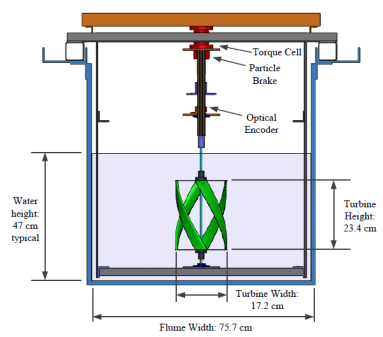 Torque Cell
Particle
Brake
Optical
Encoder
Water
height:
47 cm
typical
Turbine
Height:
23.4 cm
Turbine Width:
17.2 cm
Flume Width: 75.7 cm